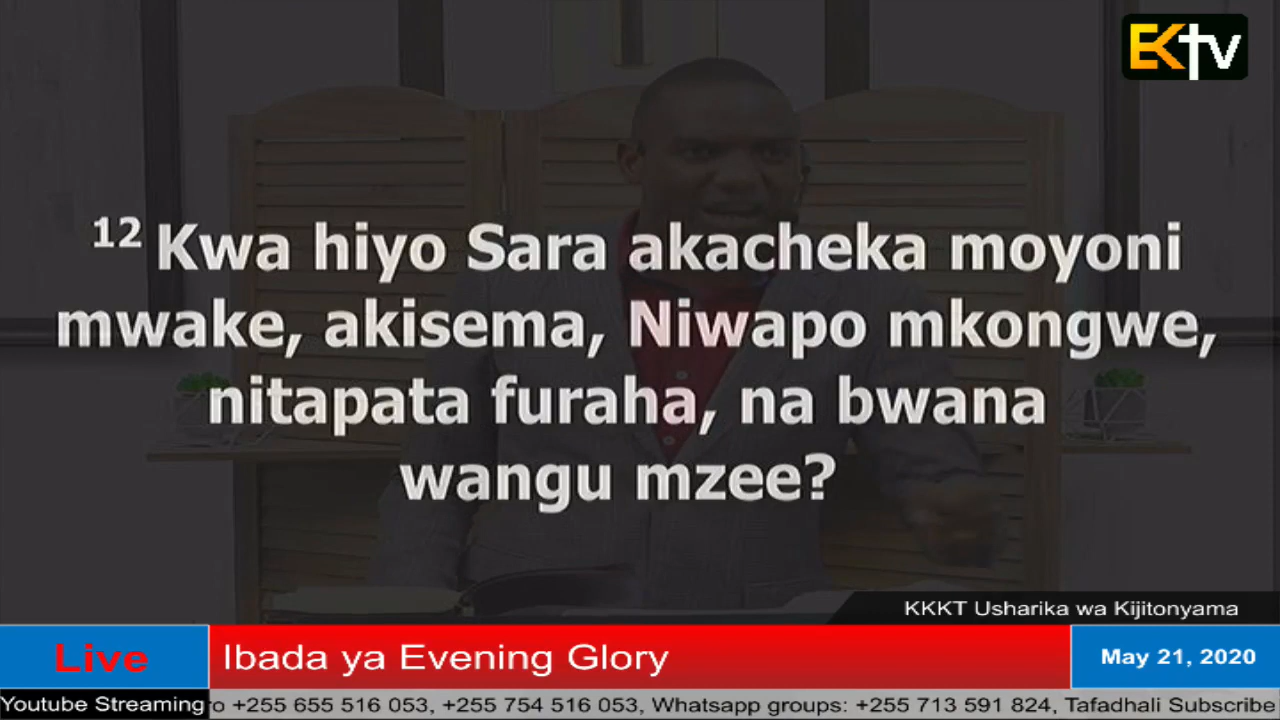 EKTV
12 Kwa hiyo Sara akacheka moyoni
mwake, akisema, Niwapo mkongwe,
nitapata furaha, na bwana
wangu mzee?
KKKT Usharika wa Kijitonyama
Live
Ibada ya Evening Glory
May 21, 2020
Youtube Streaming
+255 655 516 053, +255 754 516 053, Whatsapp groups: +255 713 591 824, Tafadhali Subscribe